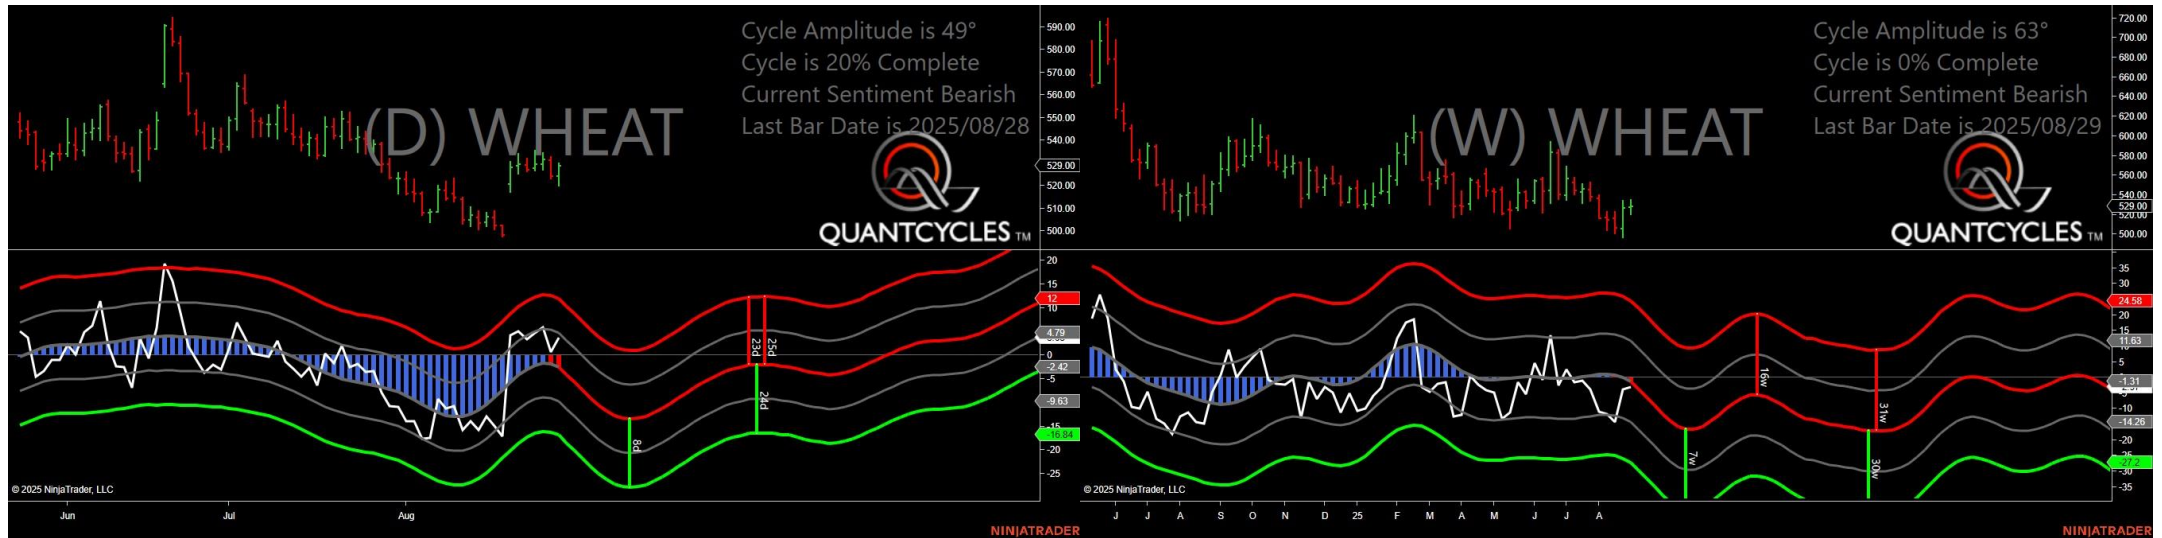 Cycle Amplitude is 49°
Cycle is 20% Complete
Current Sentiment Bearish
Last Bar Date is 2025/08/28
(D) WHEAT
QUANTCYCLES TM
590.00
580.00
570.00
560.00
550.00
540.00
529.00
520.00
510.00
500.00
20
15
12
10
4.79
0
-2.42
-5
-9.63
-15
-16.84
-20
-25
23d
25d
24d
8d
© 2025 NinjaTrader, LLC
Jun
Jul
Aug
NINJATRADER
Cycle Amplitude is 63°
Cycle is 0% Complete
Current Sentiment Bearish
Last Bar Date is 2025/08/29
(W) WHEAT
QUANTCYCLES TM
720.00
700.00
680.00
660.00
640.00
620.00
600.00
580.00
560.00
540.00
529.00
520.00
500.00
35
30
24.58
20
15
11.63
5
-1.31
-10
-14.26
-20
-25
-27.2
-30
-35
16w
31w
7w
30w
© 2025 NinjaTrader, LLC
J
J
A
S
O
N
D
25
F
M
A
M
J
J
A
NINJATRADER